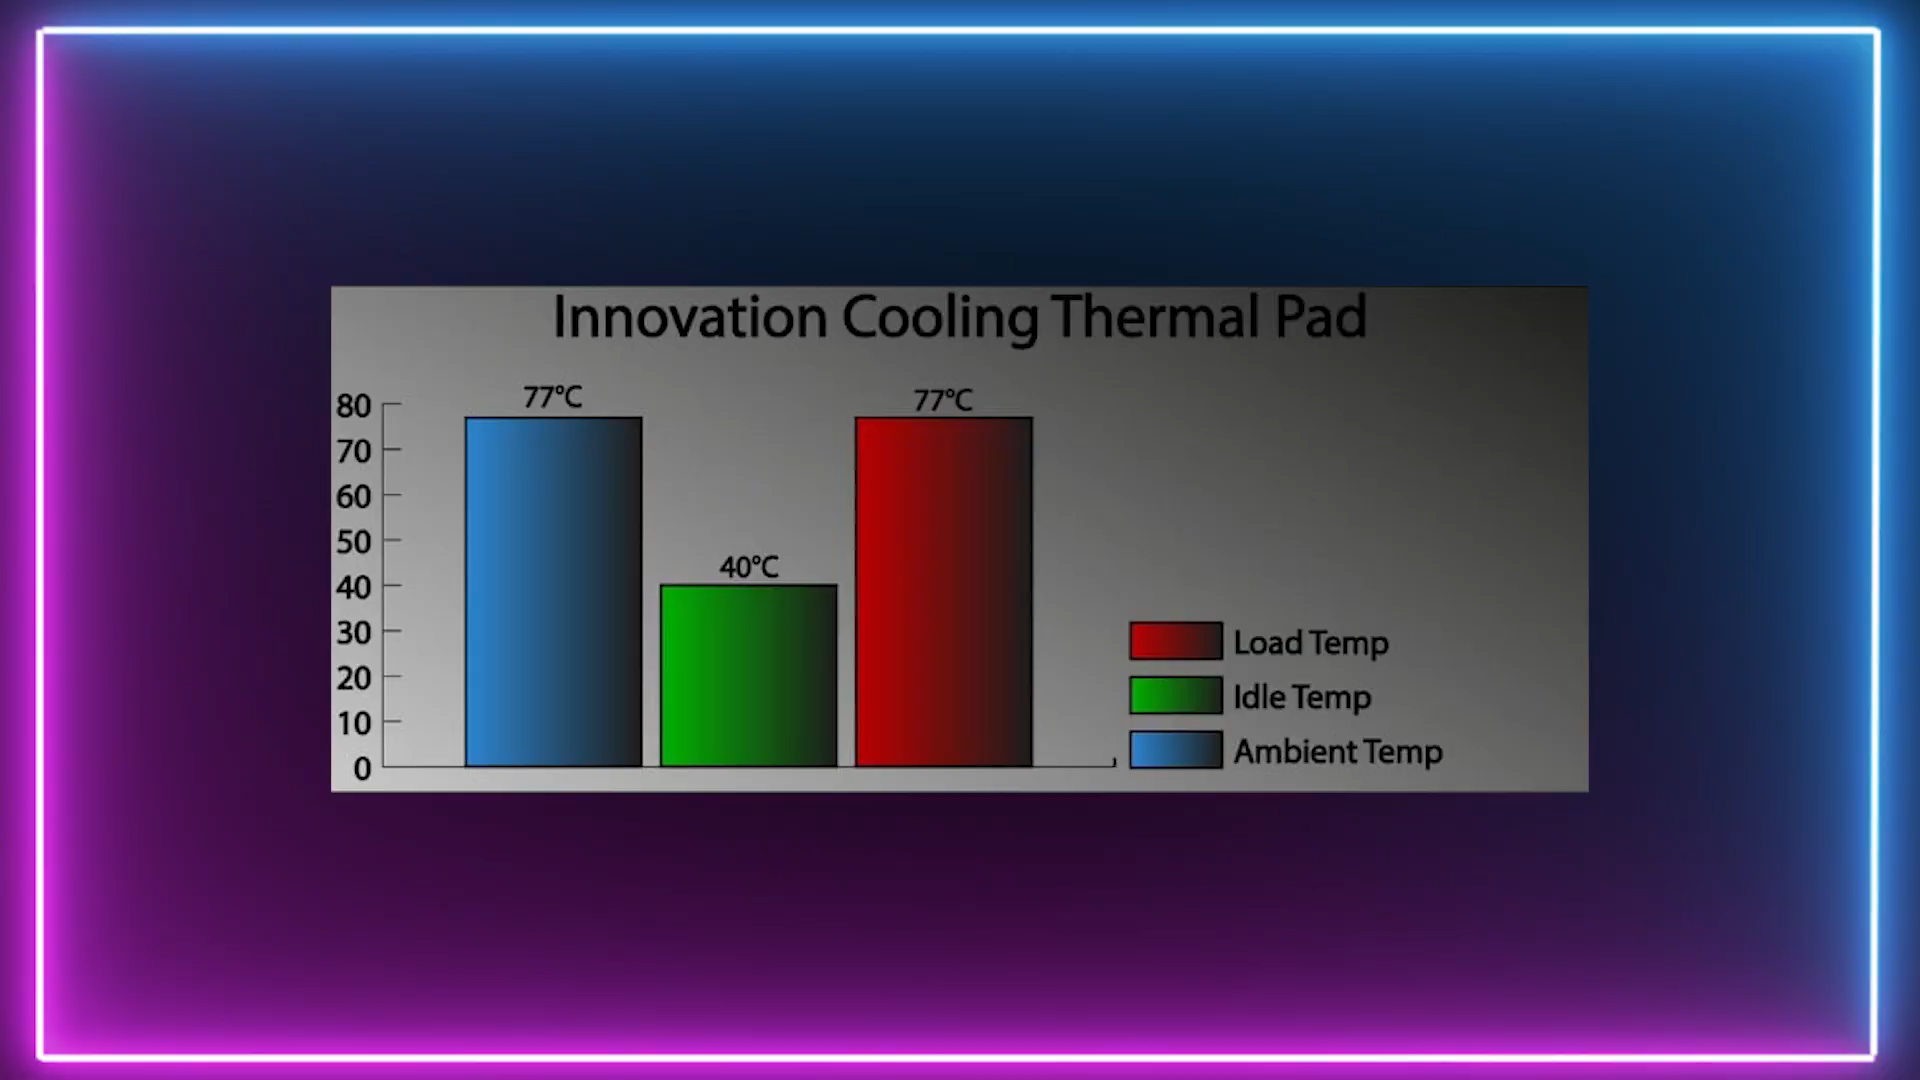 Innovation Cooling Thermal Pad
77°C
77°C
40°C
80
70
60
50
40
30
20
10
0
Load Temp
Idle Temp
Ambient Temp